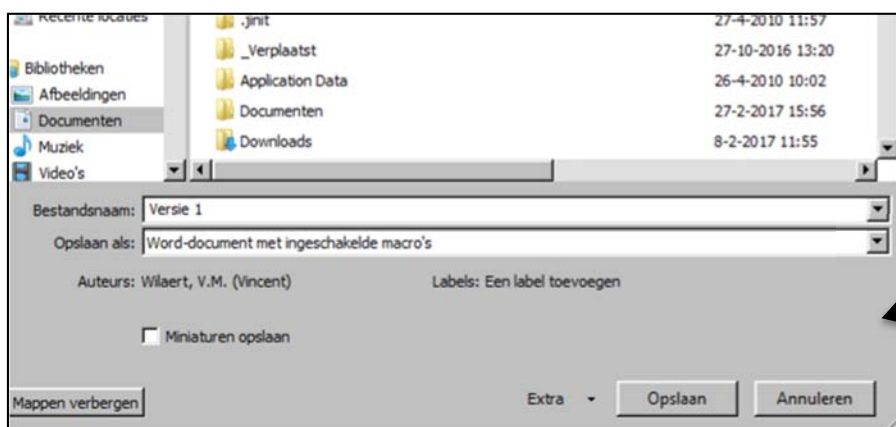 Recente locaties
Bibliotheken
Afbeeldingen
Documenten
Muziek
Video's
.jinit 27-4-2010 11:57
_Verplaatst 27-10-2016 13:20
Application Data 26-4-2010 10:02
Documenten 27-2-2017 15:56
Downloads 8-2-2017 11:55
Bestandsnaam: Versie 1
Opslaan als: Word-document met ingeschakelde macro's
Auteurs: Wilaert, V.M. (Vincent) Labels: Een label toevoegen
Miniaturen opslaan
Mappen verbergen Extra Opslaan Annuleren